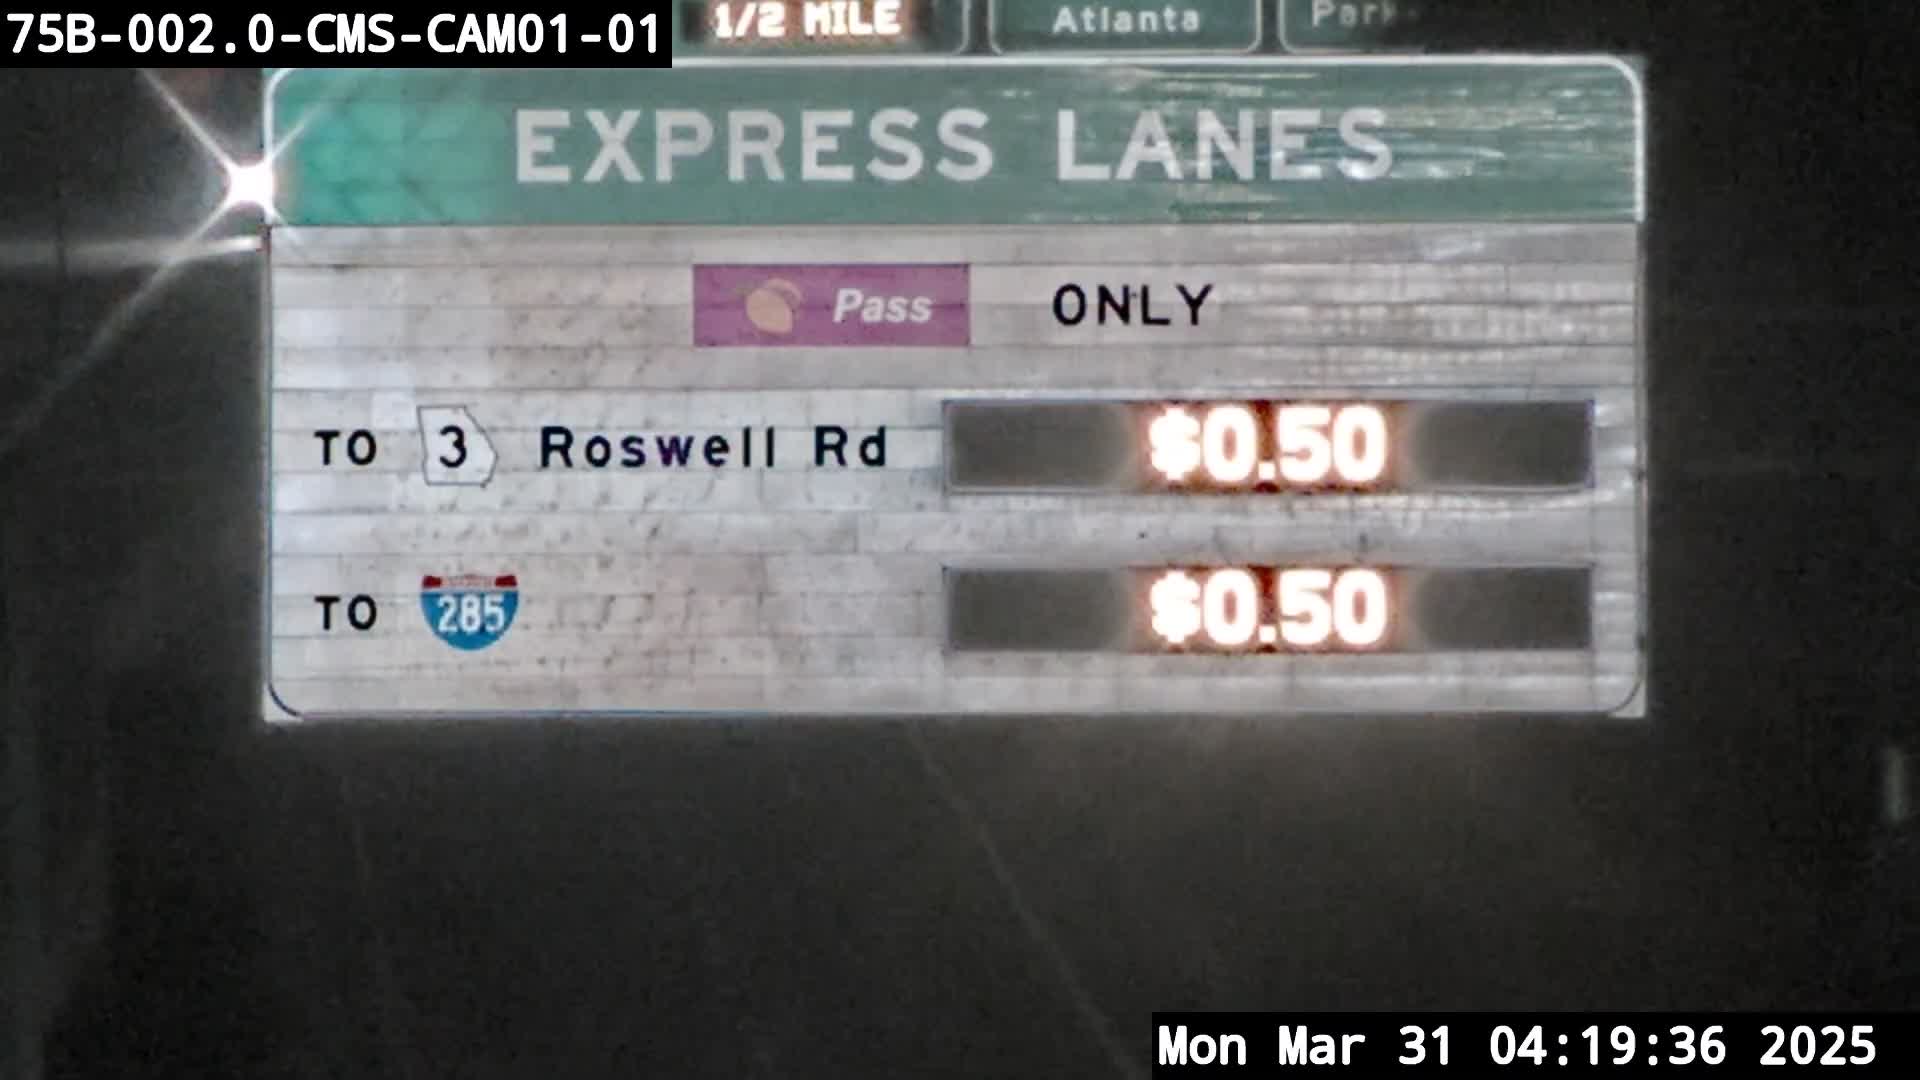 75B-002.0-CMS-CAM01-01
1/2 MILE
Atlanta
EXPRESS LANES
Pass ONLY
TO 3 Roswell Rd $0.50
TO 285 $0.50
Mon Mar 31 04:19:36 2025